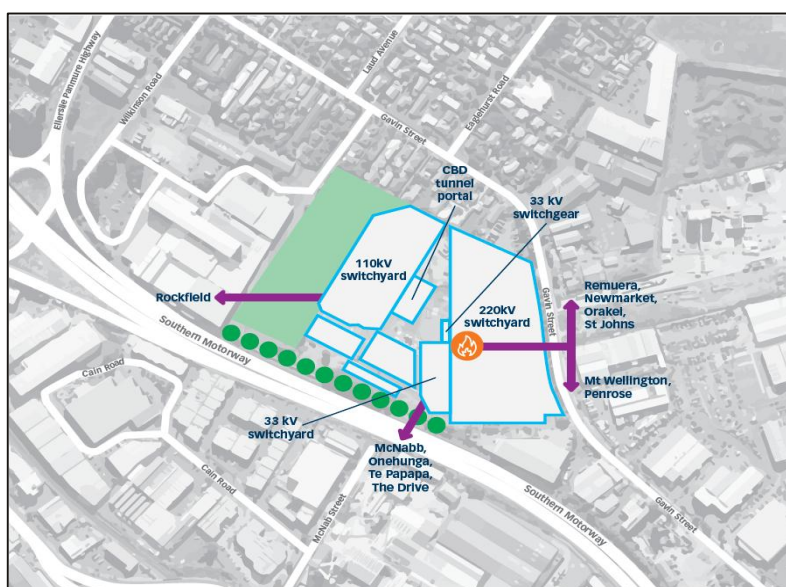 Ellerslie Panmure Highway
Wilkinson Road
Laud Avenue
Eaglehurst Road
Gavin Street
CBD
tunnel
portal
33 kV
switchgear
110kV
switchyard
Rockfield
220kV
switchyard
Gavin Street
Remuera,
Newmarket,
Orakel,
St Johns
Southern Motorway
Cain Road
Mt Wellington,
Penrose
33 kV
switchyard
McNabb,
Onehunga,
Te Papapa,
The Drive
Cain Road
McNab Street
Southern Motorway
Gavin Street